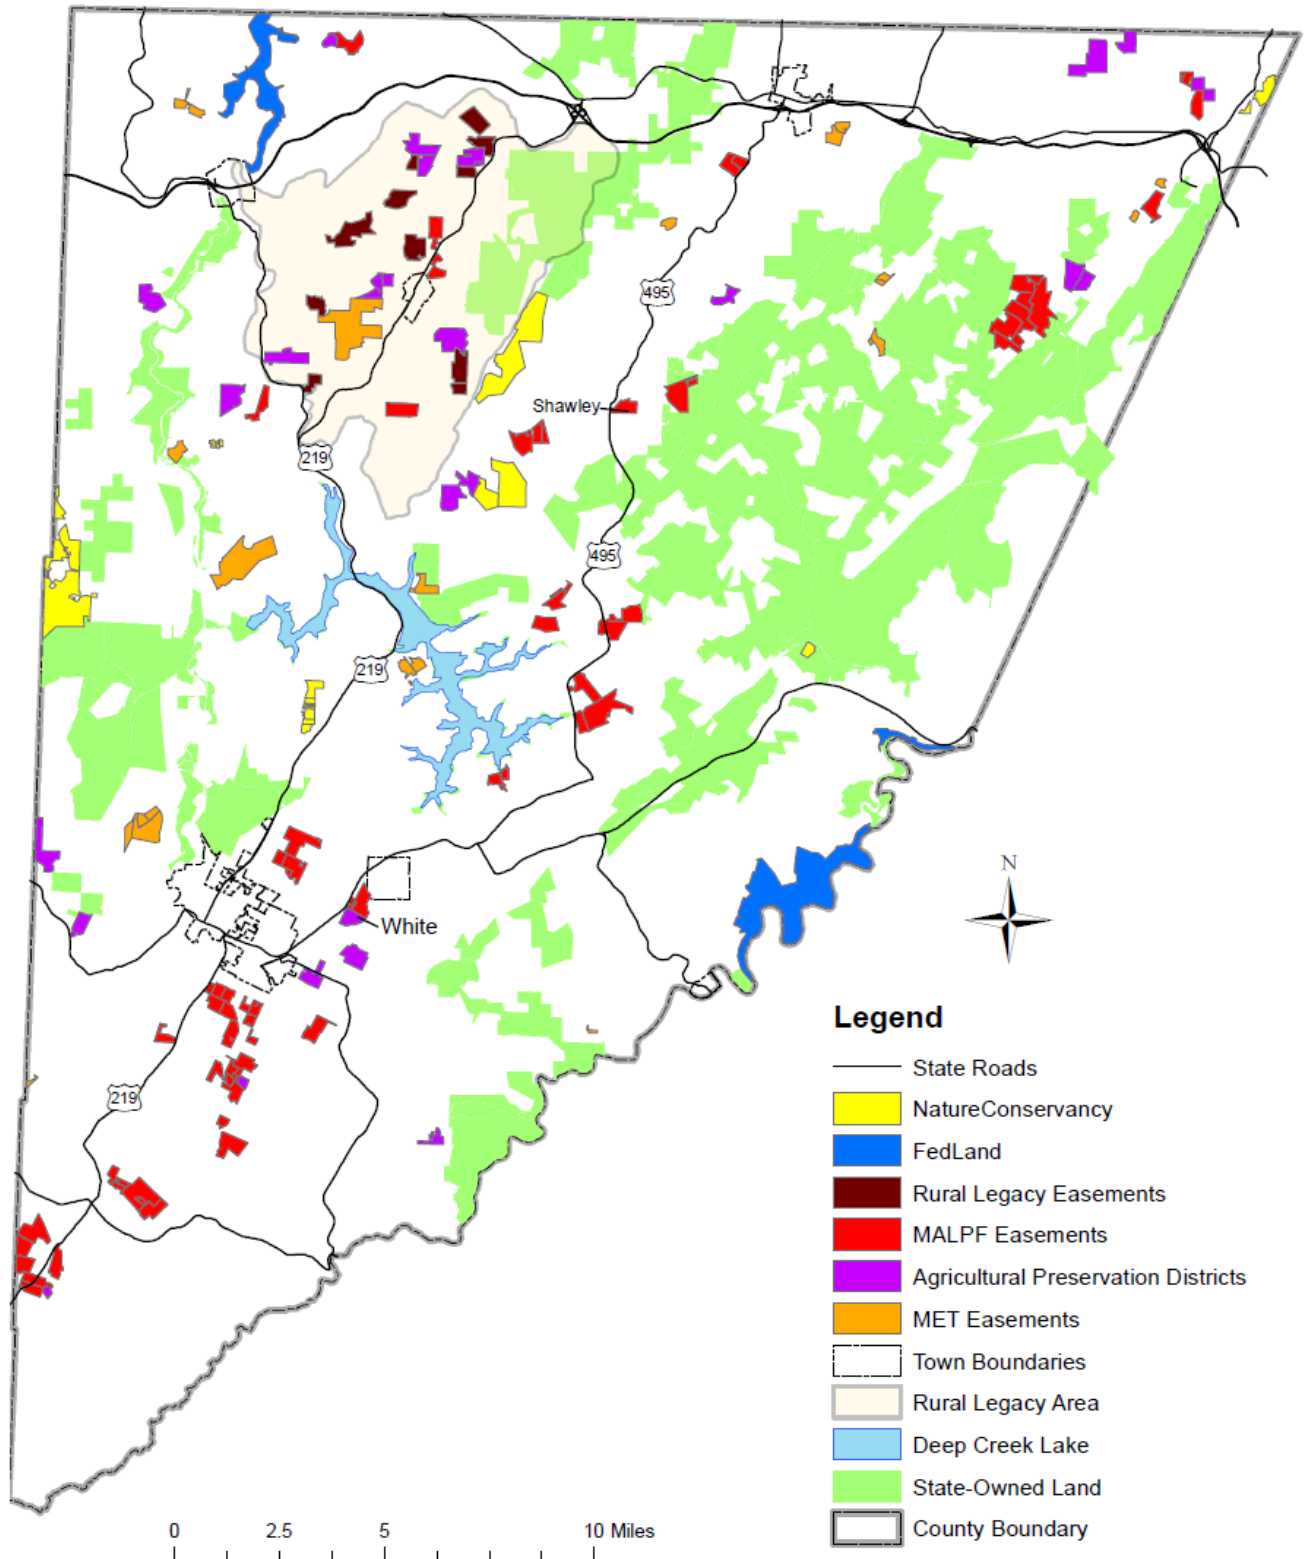 495
Shawley
219
495
219
White
N
219
Legend
State Roads
NatureConservancy
FedLand
Rural Legacy Easements
MALPF Easements
Agricultural Preservation Districts
MET Easements
Town Boundaries
Rural Legacy Area
Deep Creek Lake
State-Owned Land
County Boundary
0 2.5 5 10 Miles